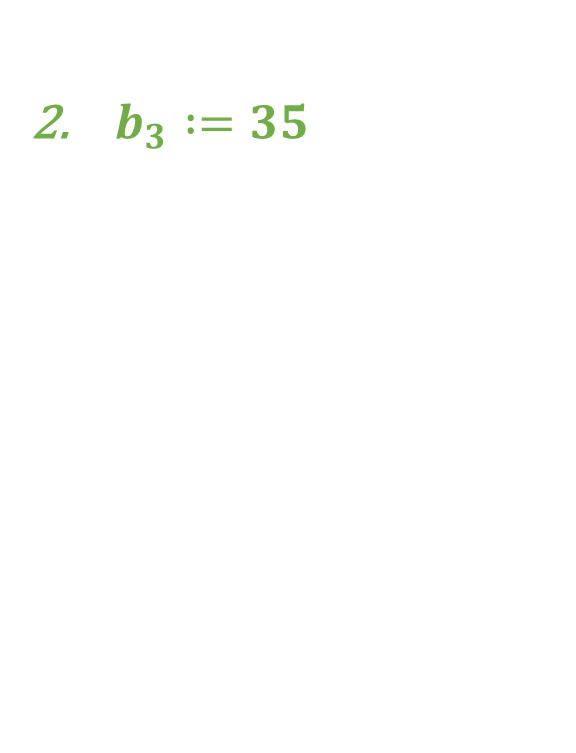 2. b₃ := 35